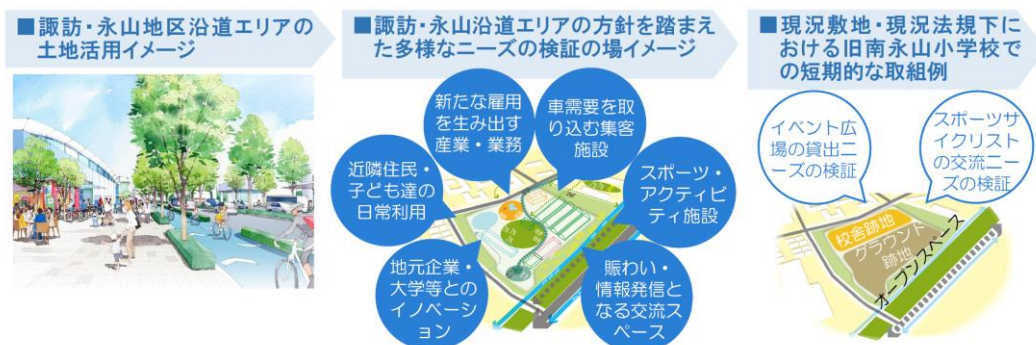 ■諏訪・永山地区沿道エリアの
土地活用イメージ
■諏訪・永山沿道エリアの方針を踏まえ
た多様なニーズの検証の場イメージ
■現況敷地・現況法規下に
おける旧南永山小学校で
の短期的な取組例
新たな雇用
を生み出す
産業・業務
車需要を取
り込む集客
施設
近隣住民・
子ども達の
日常利用
スポーツ・
アクティビ
ティ施設
地元企業・
大学等との
イノベーシ
ョン
賑わい・
情報発信と
なる交流ス
ペース
イベント広
場の貸出ニ
ーズの検証
スポーツサ
イクリスト
の交流ニー
ズの検証
校舎跡地
グラウンド
跡地
オープンスペース